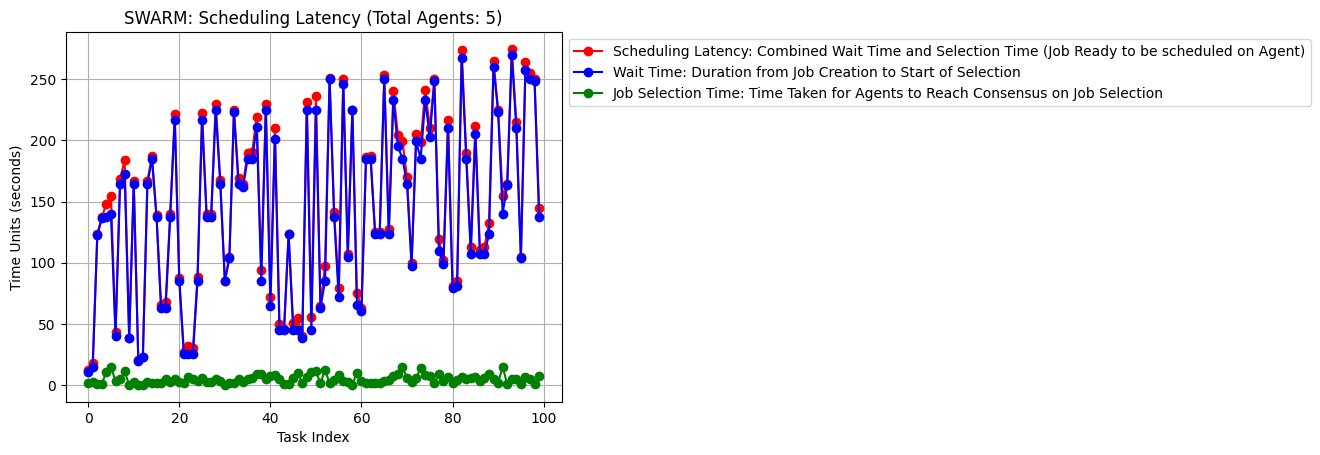 SWARM: Scheduling Latency (Total Agents: 5)
Scheduling Latency: Combined Wait Time and Selection Time (Job Ready to be scheduled on Agent)
Wait Time: Duration from Job Creation to Start of Selection
Job Selection Time: Time Taken for Agents to Reach Consensus on Job Selection
Time Units (seconds)
250
200
150
100
50
0
0 20 40 60 80 100
Task Index